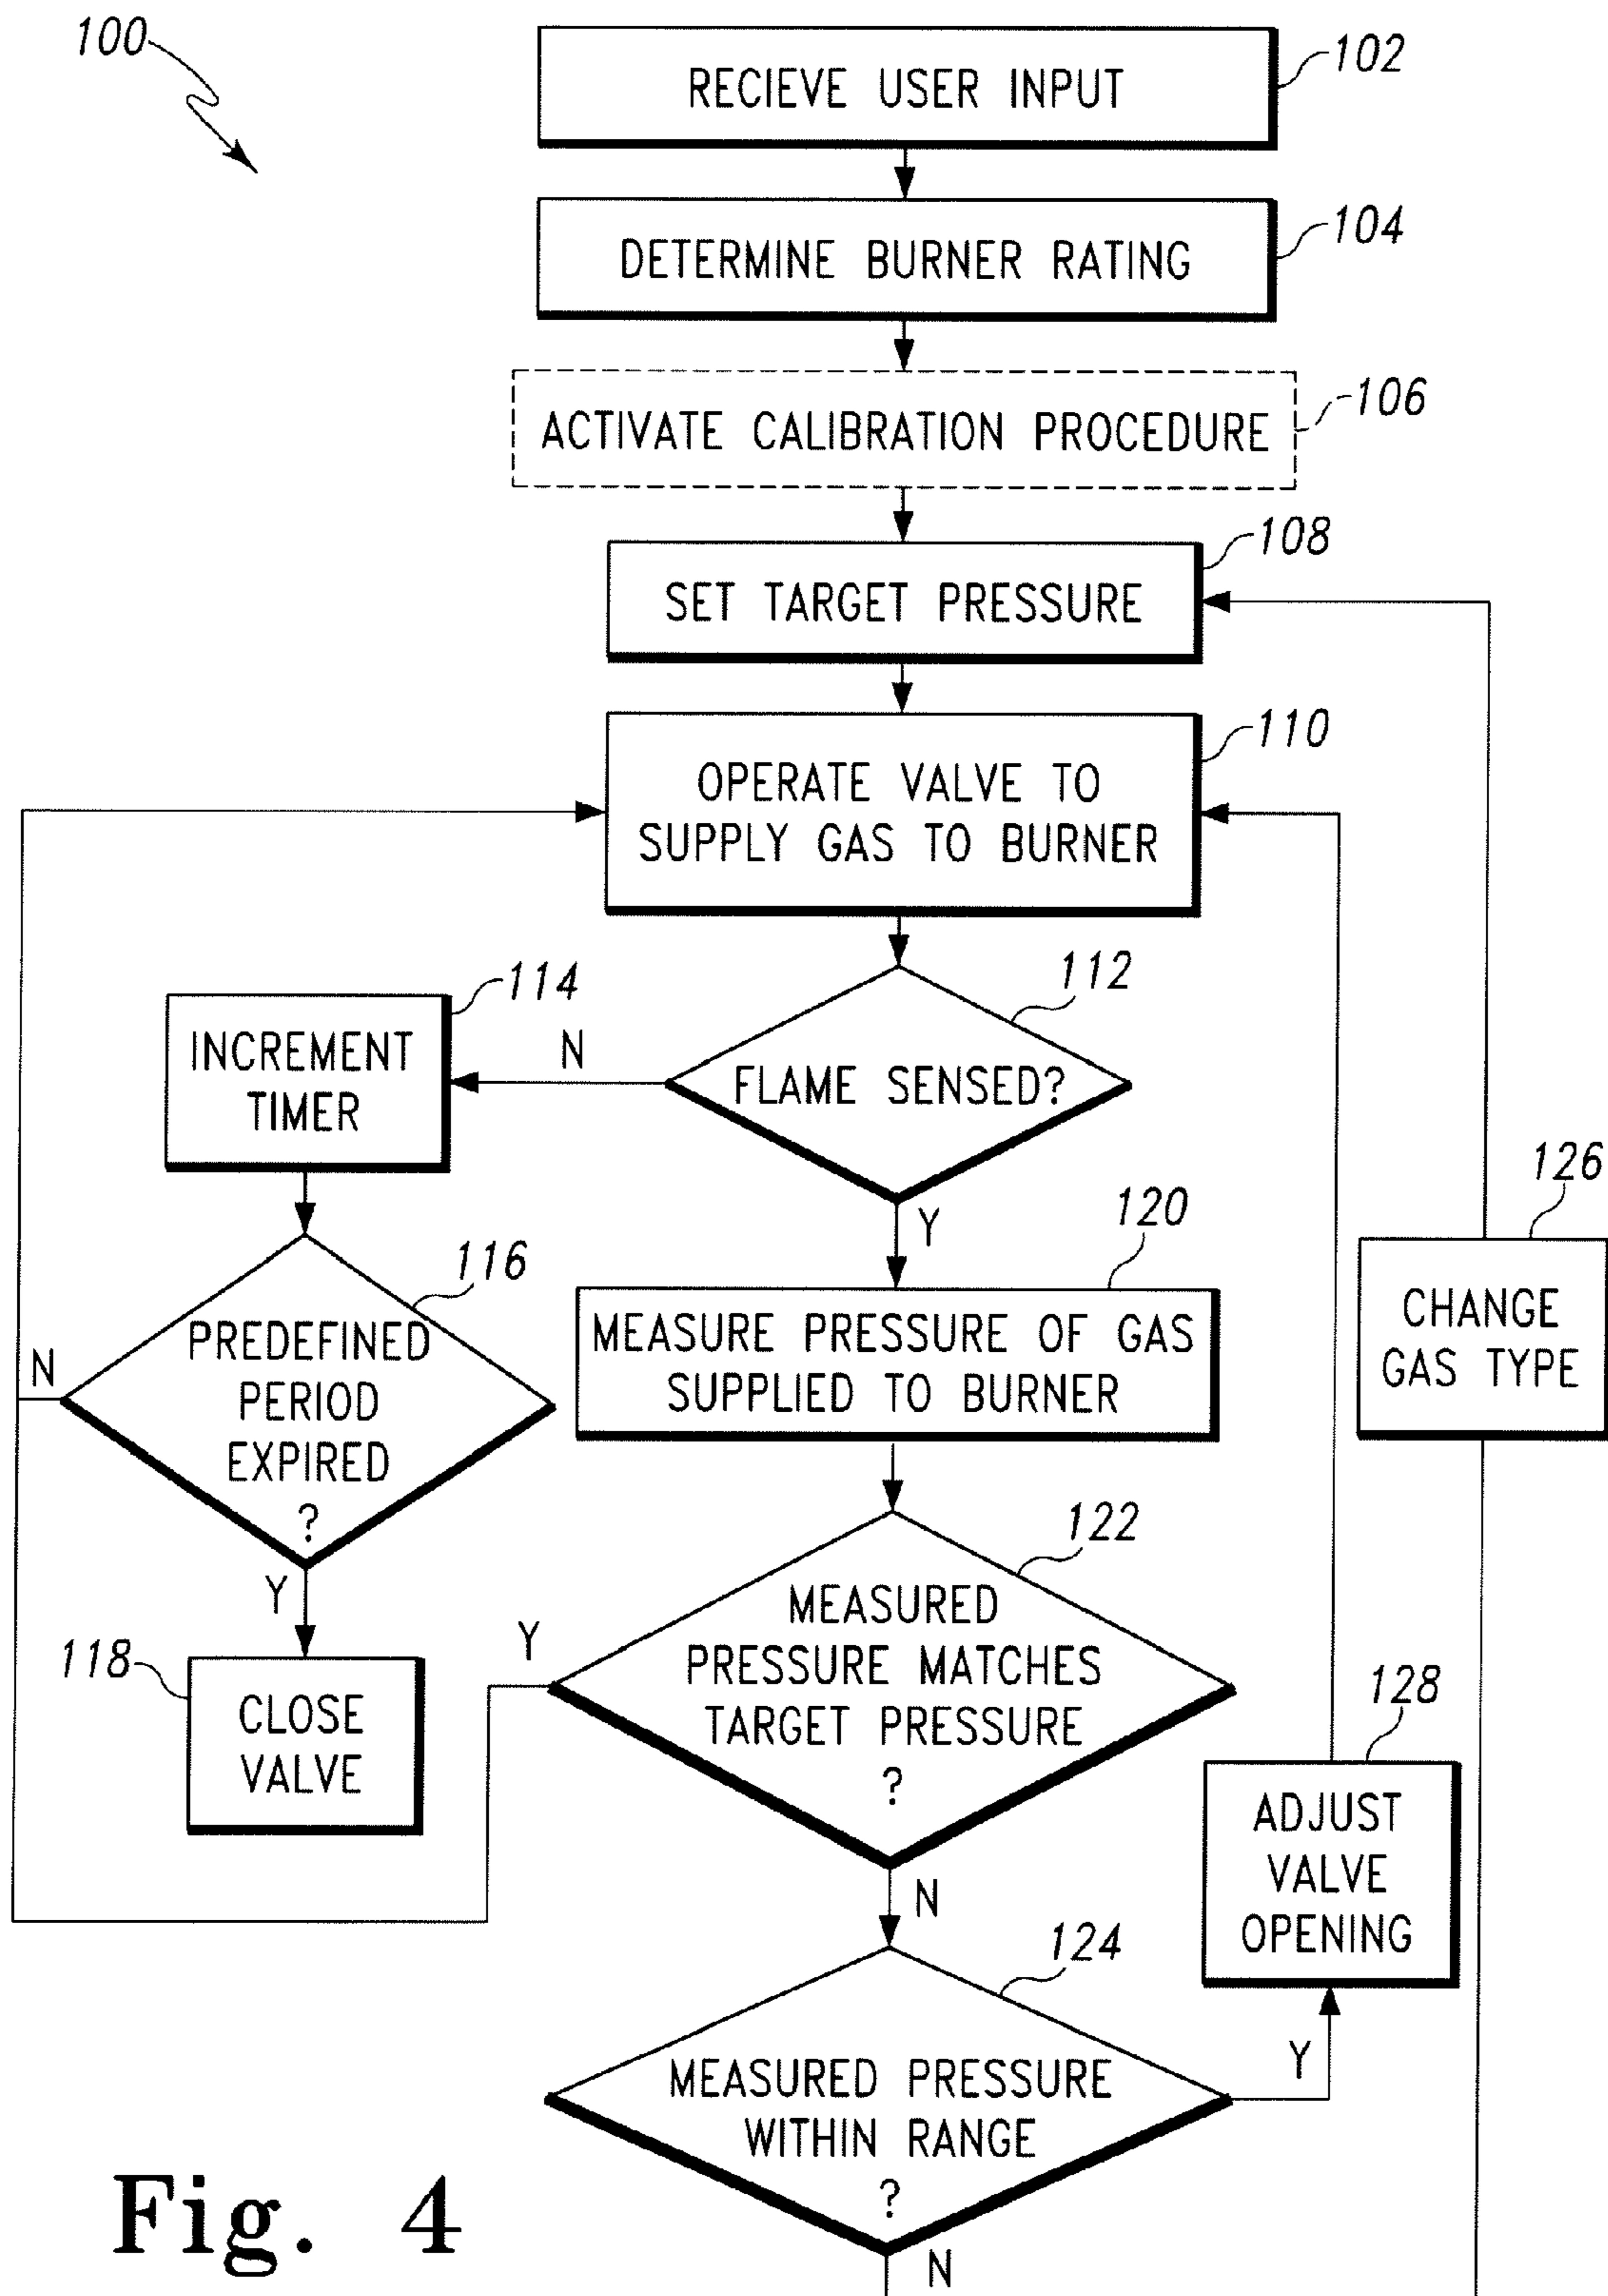 100
RECIEVE USER INPUT
102
DETERMINE BURNER RATING
104
ACTIVATE CALIBRATION PROCEDURE
106
SET TARGET PRESSURE
108
OPERATE VALVE TO
SUPPLY GAS TO BURNER
110
FLAME SENSED?
112
N
Y
INCREMENT
TIMER
114
PREDEFINED
PERIOD
EXPIRED
?
116
N
Y
CLOSE
VALVE
118
MEASURE PRESSURE OF GAS
SUPPLIED TO BURNER
120
MEASURED
PRESSURE MATCHES
TARGET PRESSURE
?
122
Y
N
MEASURED PRESSURE
WITHIN RANGE
?
124
Y
N
CHANGE
GAS TYPE
126
ADJUST
VALVE
OPENING
128
Fig. 4